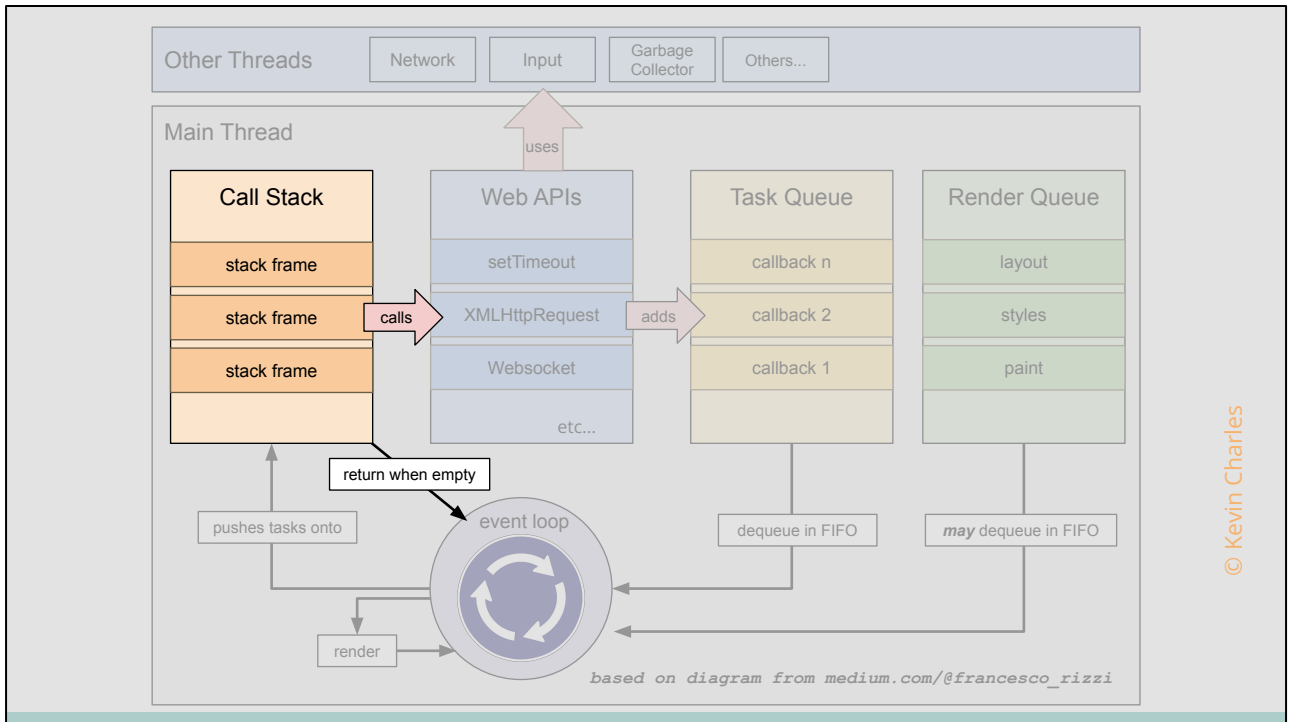 Other Threads
Network
Input
Garbage
Collector
Others...
Main Thread
uses
Call Stack
stack frame
stack frame
stack frame
calls
Web APIs
setTimeout
XMLHttpRequest
Websocket
etc...
adds
Task Queue
callback n
callback 2
callback 1
Render Queue
layout
styles
paint
return when empty
pushes tasks onto
event loop
dequeue in FIFO
may dequeue in FIFO
render
based on diagram from medium.com/@francesco_rizzi
© Kevin Charles